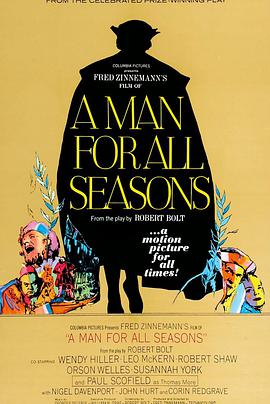 FROM THE CELEBRATED PRIZE-WINNING PLAY
COLUMBIA PICTURES
presents
FRED ZINNEMANN'S
FILM OF
A MAN
FOR ALL
SEASONS
From the play by ROBERT BOLT
...a
motion
picture
for all
times!
COLUMBIA PICTURES Presents FRED ZINNEMANN'S FILM OF
"A MAN FOR ALL SEASONS"
From the play by ROBERT BOLT
CO-STARRING WENDY HILLER·LEO McKERN·ROBERT SHAW
ORSON WELLES·SUSANNAH YORK
and PAUL SCOFIELD as Thomas More
WITH NIGEL DAVENPORT·JOHN HURT and CORIN REDGRAVE